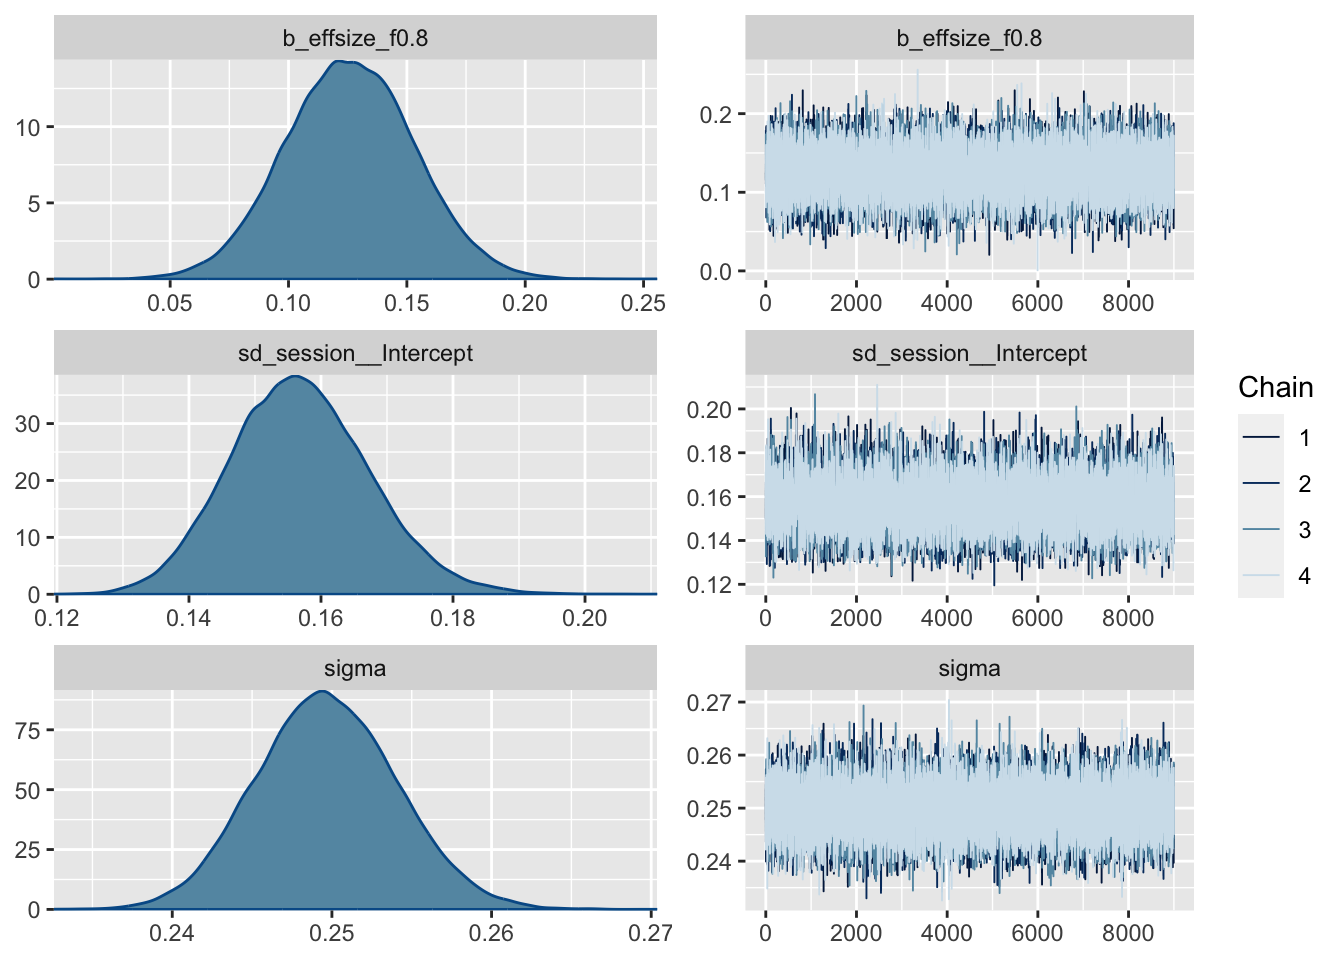 b_effsize_f0.8
10
5
0
0.05 0.10 0.15 0.20 0.25
b_effsize_f0.8
0.2
0.1
0.0
0 2000 4000 6000 8000
sd_session__Intercept
30
20
10
0
0.12 0.14 0.16 0.18 0.20
sd_session__Intercept
0.20
0.18
0.16
0.14
0.12
0 2000 4000 6000 8000
sigma
75
50
25
0
0.24 0.25 0.26 0.27
sigma
0.27
0.26
0.25
0.24
0 2000 4000 6000 8000
Chain
1
2
3
4